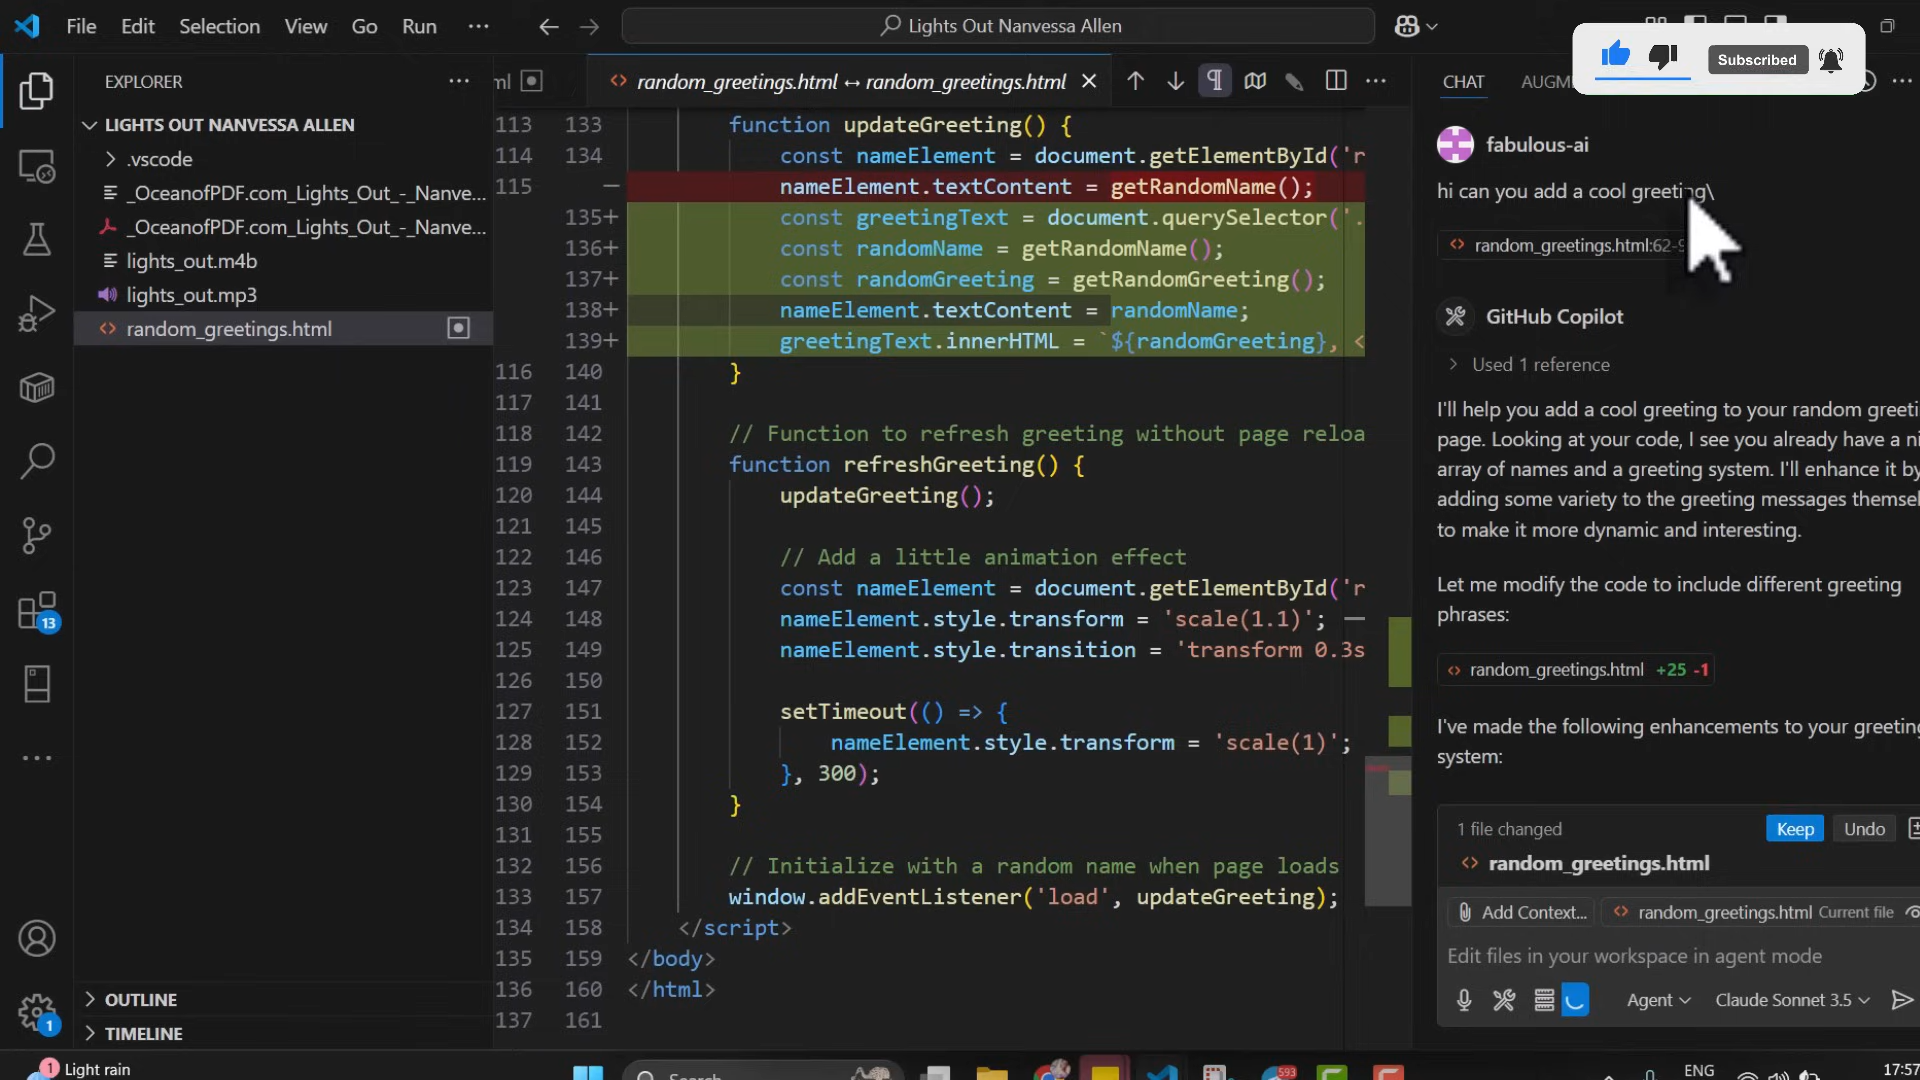 File Edit Selection View Go Run ...
Lights Out Nanvessa Allen
Subscribed
EXPLORER
random_greetings.html ↔ random_greetings.html
CHAT
LIGHTS OUT NANVESSA ALLEN
.vscode
_OceanofPDF.com_Lights_Out_-_Nanve...
_OceanofPDF.com_Lights_Out_-_Nanve...
lights_out.m4b
lights_out.mp3
random_greetings.html
113 133 function updateGreeting() {
114 134 const nameElement = document.getElementById('r
115 — nameElement.textContent = getRandomName();
135+ const greetingText = document.querySelector('.
136+ const randomName = getRandomName();
137+ const randomGreeting = getRandomGreeting();
138+ nameElement.textContent = randomName;
139+ greetingText.innerHTML = `${randomGreeting}, <
116 140 }
117 141
118 142 // Function to refresh greeting without page reloa
119 143 function refreshGreeting() {
120 144 updateGreeting();
121 145
122 146 // Add a little animation effect
123 147 const nameElement = document.getElementById('r
124 148 nameElement.style.transform = 'scale(1.1)';
125 149 nameElement.style.transition = 'transform 0.3s
126 150
127 151 setTimeout(() => {
128 152 nameElement.style.transform = 'scale(1)';
129 153 }, 300);
130 154 }
131 155
132 156 // Initialize with a random name when page loads
133 157 window.addEventListener('load', updateGreeting);
134 158 </script>
135 159 </body>
136 160 </html>
137 161
fabulous-ai
hi can you add a cool greeting\
random_greetings.html:62-9
GitHub Copilot
Used 1 reference
I'll help you add a cool greeting to your random greeti
page. Looking at your code, I see you already have a ni
array of names and a greeting system. I'll enhance it by
adding some variety to the greeting messages themsel
to make it more dynamic and interesting.
Let me modify the code to include different greeting
phrases:
random_greetings.html +25 -1
I've made the following enhancements to your greeting
system:
1 file changed Keep Undo
random_greetings.html
Add Context... random_greetings.html Current file
Edit files in your workspace in agent mode
Agent Claude Sonnet 3.5
13
1
OUTLINE
TIMELINE
1 Light rain
Search
593
ENG
17:57